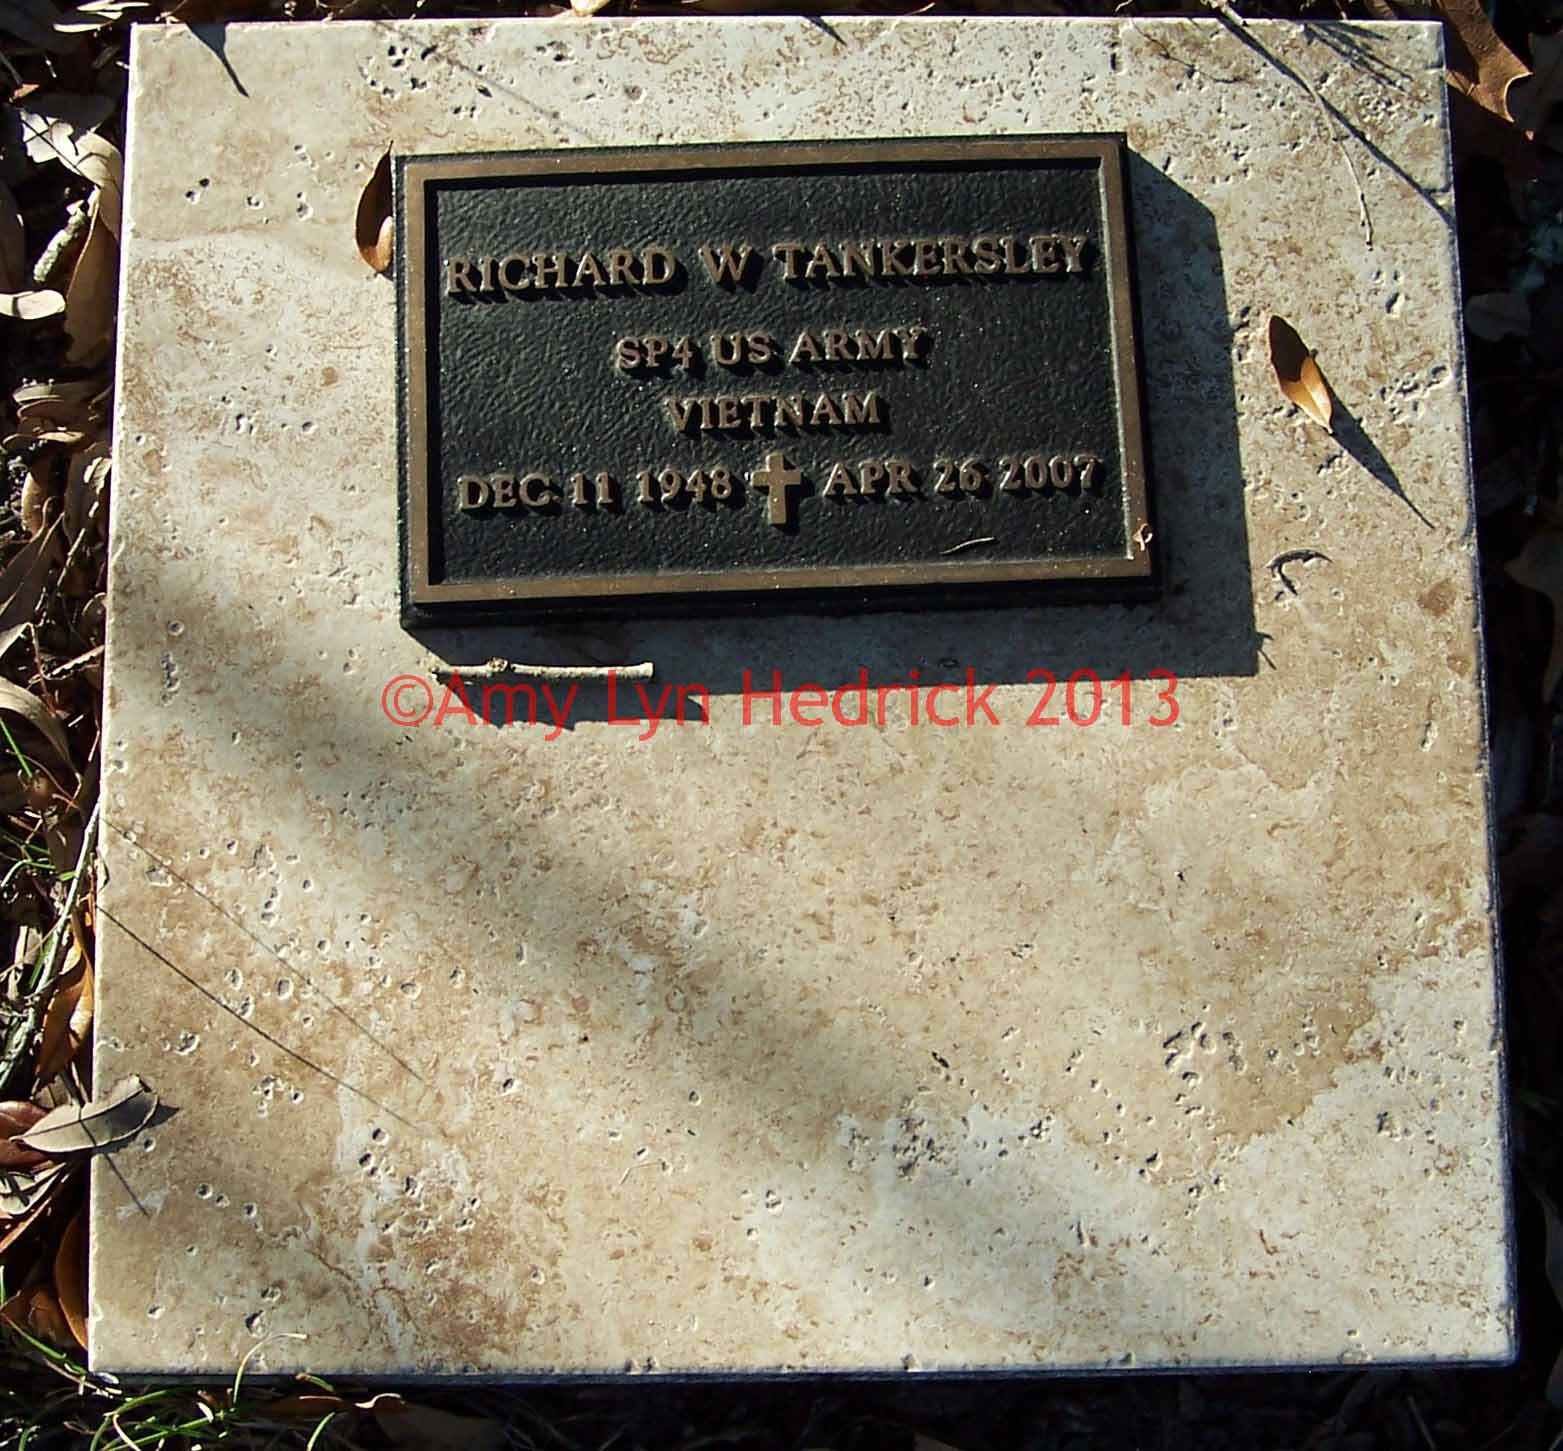 RICHARD W TANKERSLEY
SP4 US ARMY
VIETNAM
DEC 11 1948 ✝ APR 26 2007
©Amy Lyn Hedrick 2013